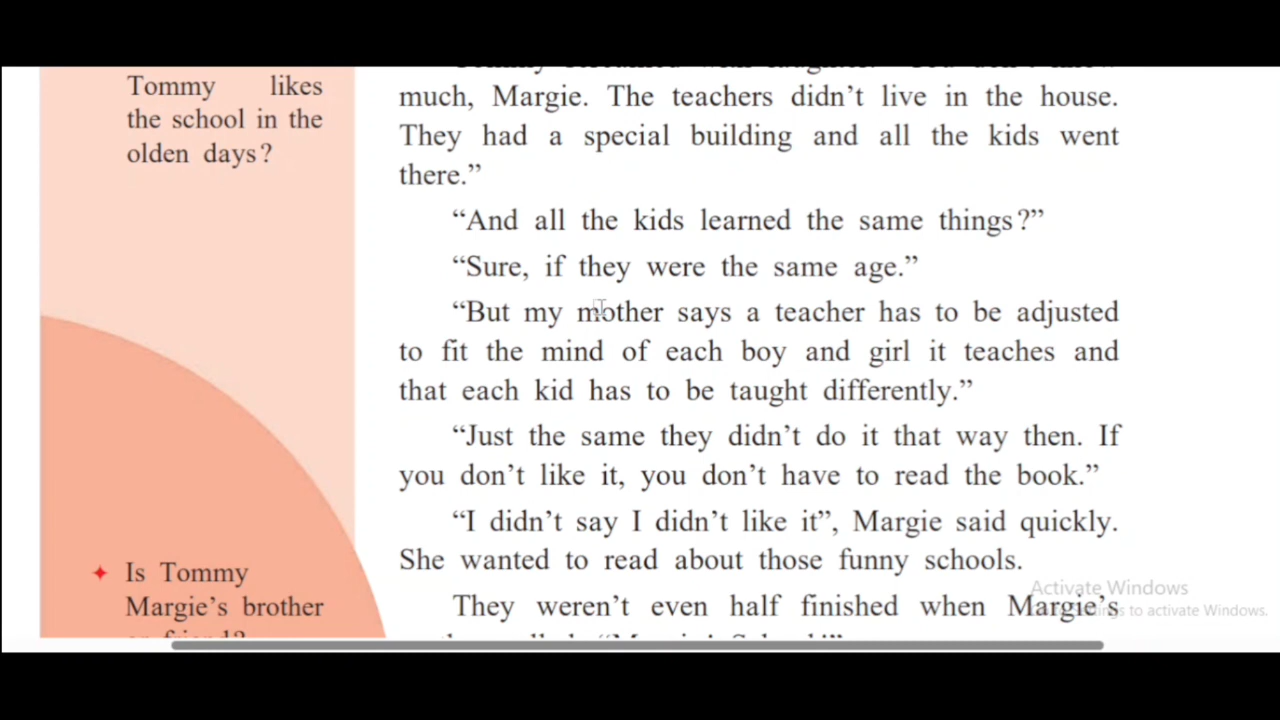 Tommy likes
the school in the
olden days?
much, Margie. The teachers didn’t live in the house.
They had a special building and all the kids went
there.”
“And all the kids learned the same things?”
“Sure, if they were the same age.”
“But my mother says a teacher has to be adjusted
to fit the mind of each boy and girl it teaches and
that each kid has to be taught differently.”
“Just the same they didn’t do it that way then. If
you don’t like it, you don’t have to read the book.”
“I didn’t say I didn’t like it”, Margie said quickly.
She wanted to read about those funny schools.
They weren’t even half finished when Margie’s
Is Tommy
Margie’s brother
Activate Windows
to activate Windows.